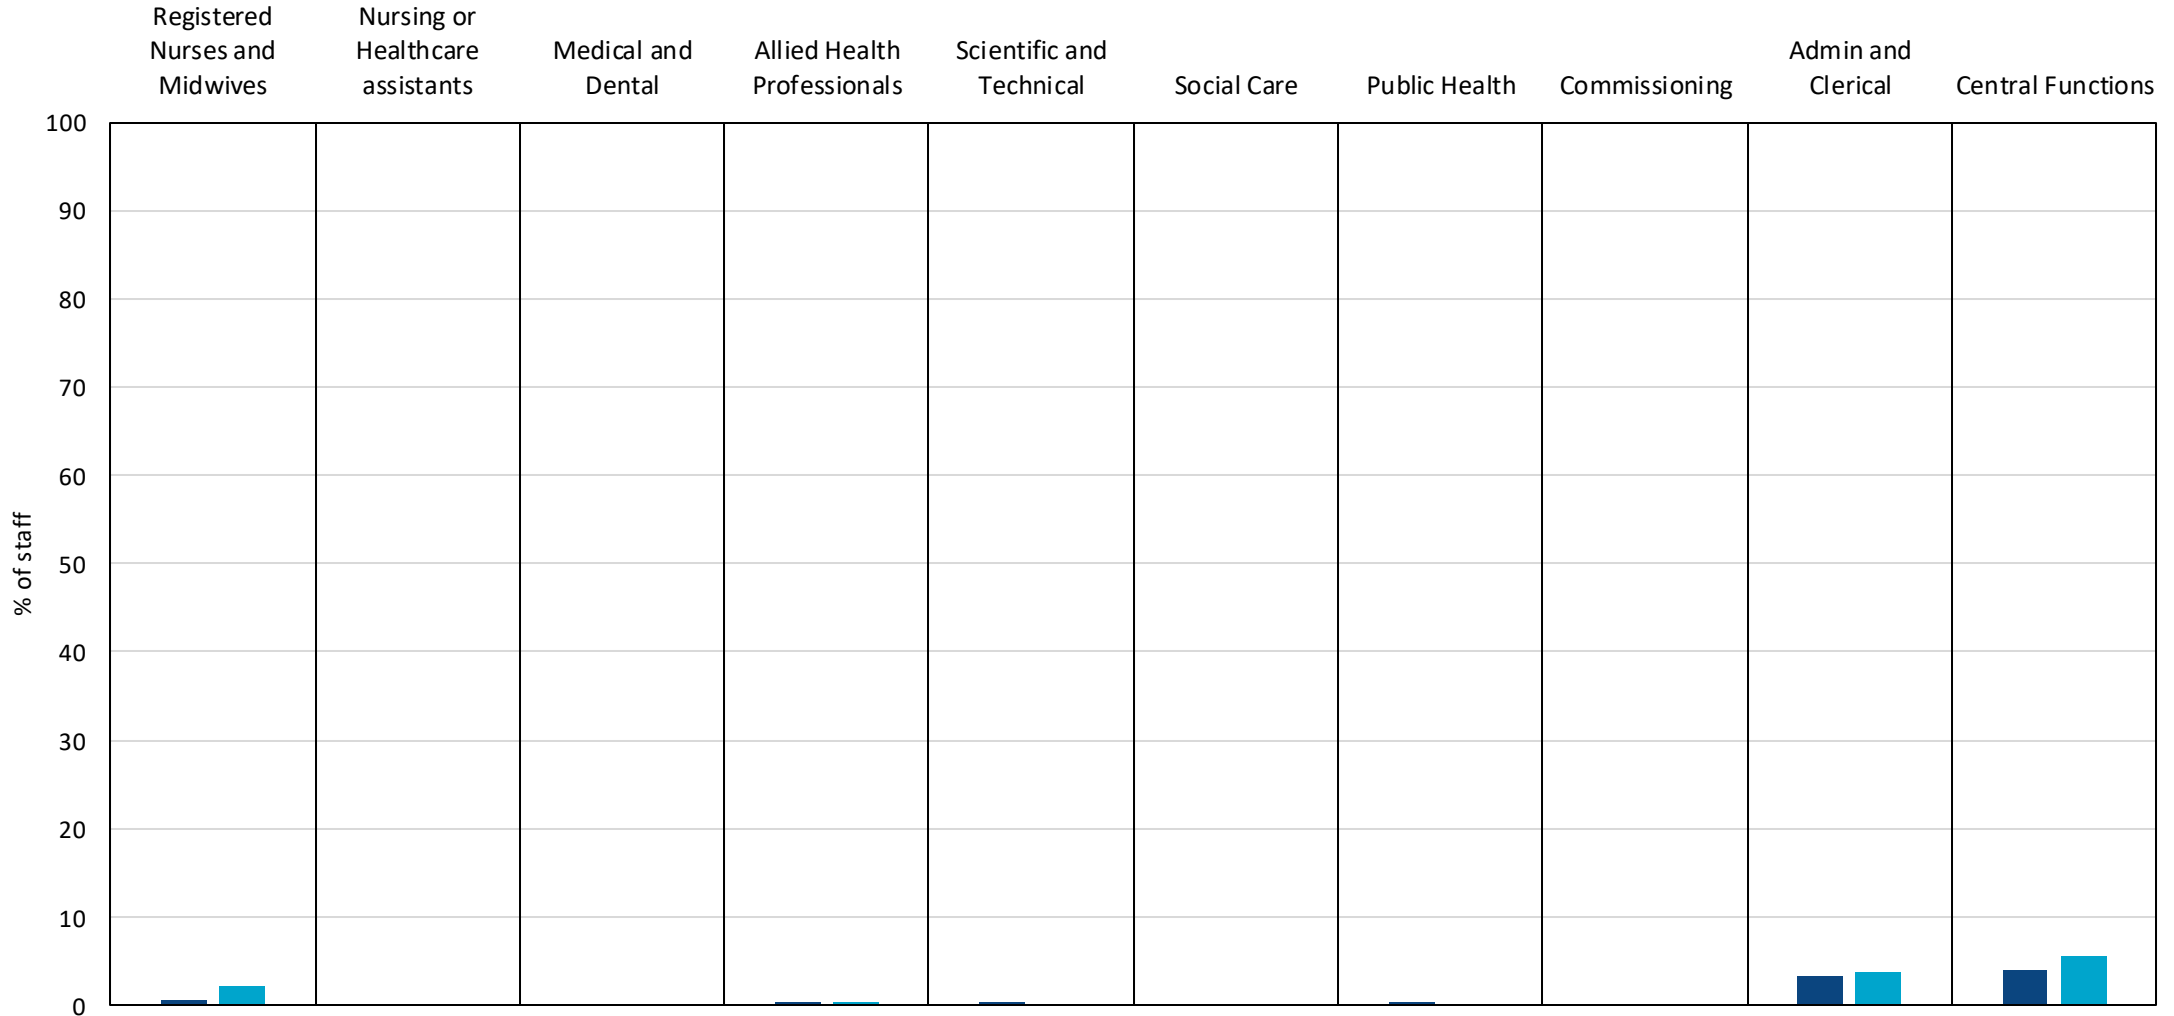 Registered
Nurses and
Midwives
Nursing or
Healthcare
assistants
Medical and
Dental
Allied Health
Professionals
Scientific and
Technical
Social Care
Public Health
Commissioning
Admin and
Clerical
Central Functions
100
90
80
70
60
50
40
30
20
10
0
% of staff